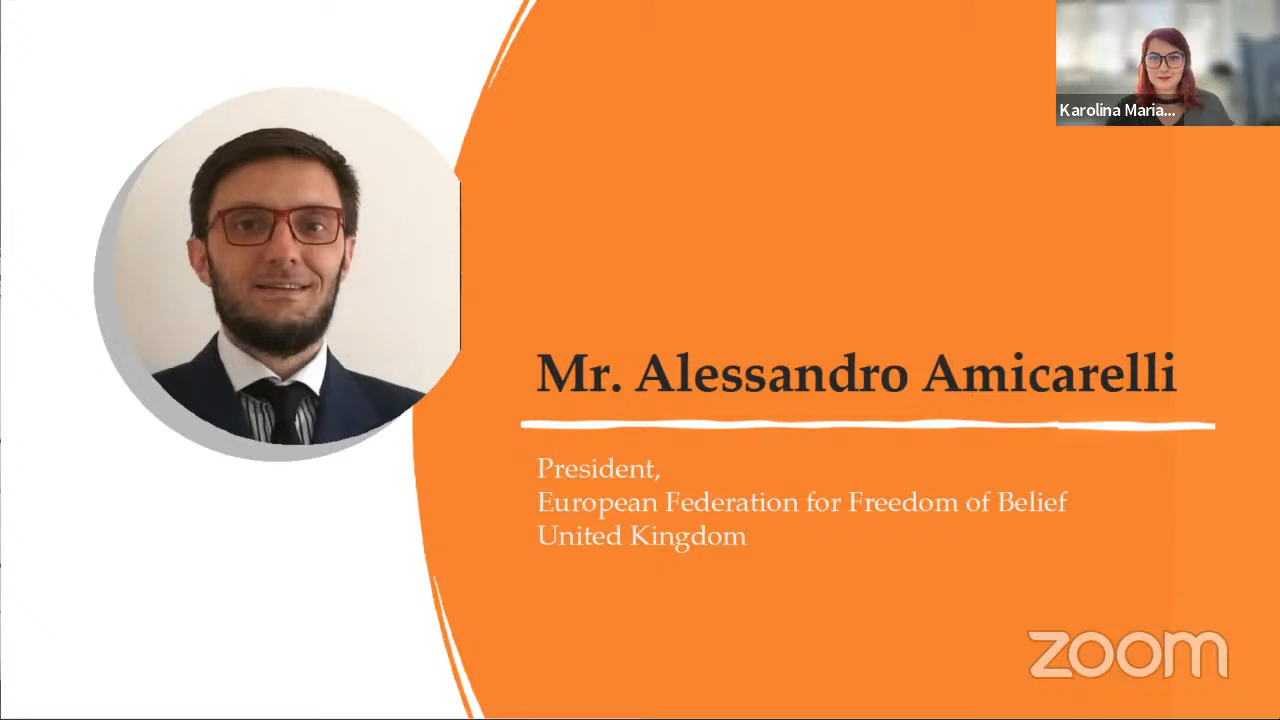 Karolina Maria...
Mr. Alessandro Amicarelli
President,
European Federation for Freedom of Belief
United Kingdom
zoom